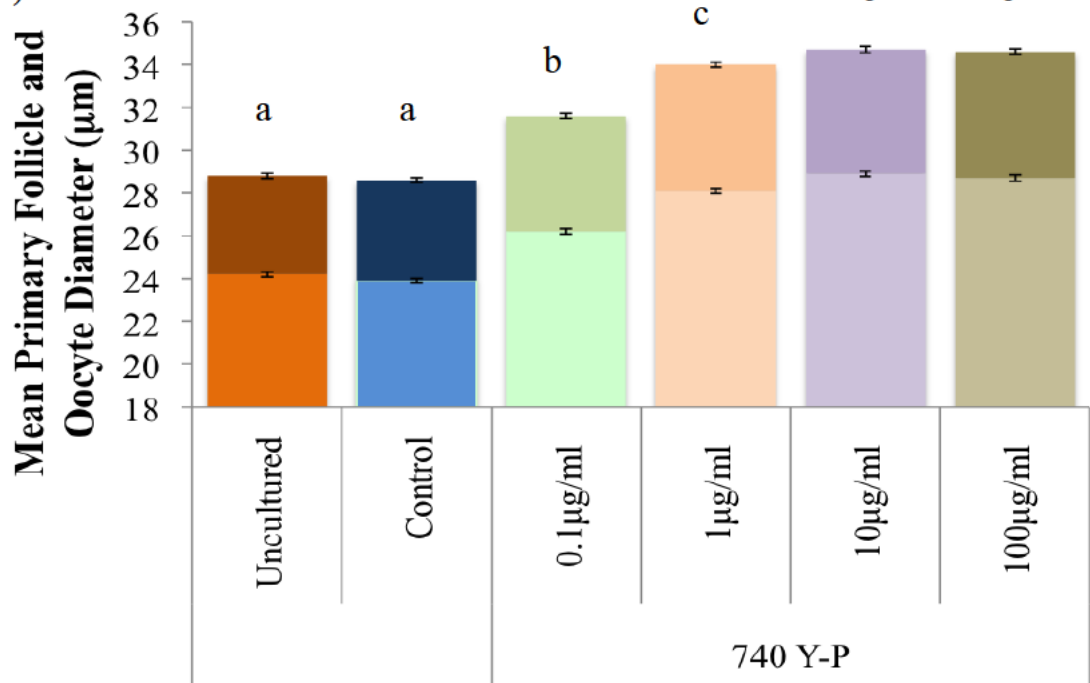 )
Mean Primary Follicle and
Oocyte Diameter (μm)
36
34
32
30
28
26
24
22
20
18
a
a
b
c
Uncultured
Control
0.1μg/ml
1μg/ml
10μg/ml
100μg/ml
740 Y-P